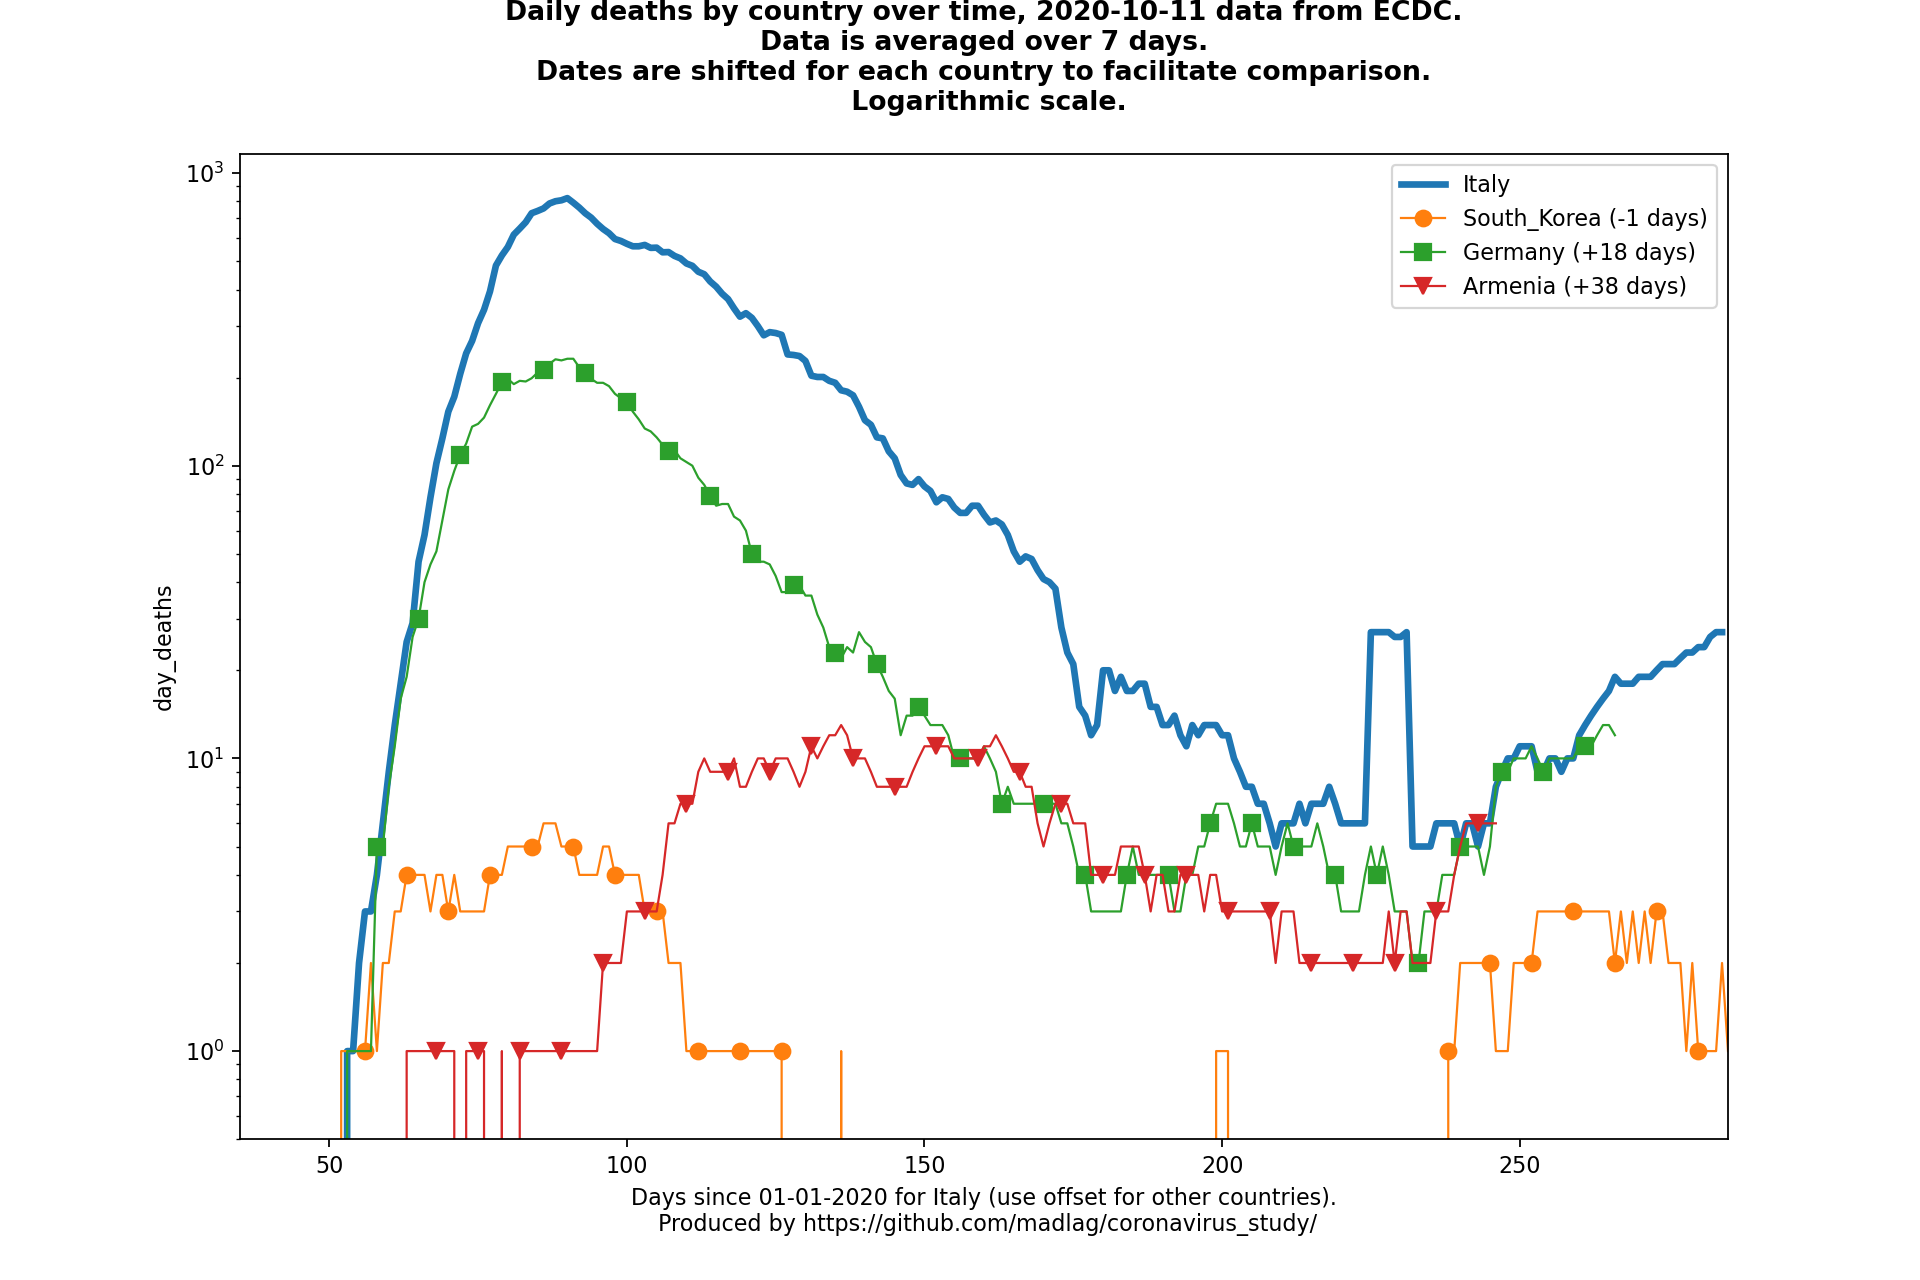 Daily deaths by country over time, 2020-10-11 data from ECDC.
Data is averaged over 7 days.
Dates are shifted for each country to facilitate comparison.
Logarithmic scale.
Italy
South_Korea (-1 days)
Germany (+18 days)
Armenia (+38 days)
day_deaths
10³
10²
10¹
10⁰
50 100 150 200 250
Days since 01-01-2020 for Italy (use offset for other countries).
Produced by https://github.com/madlag/coronavirus_study/